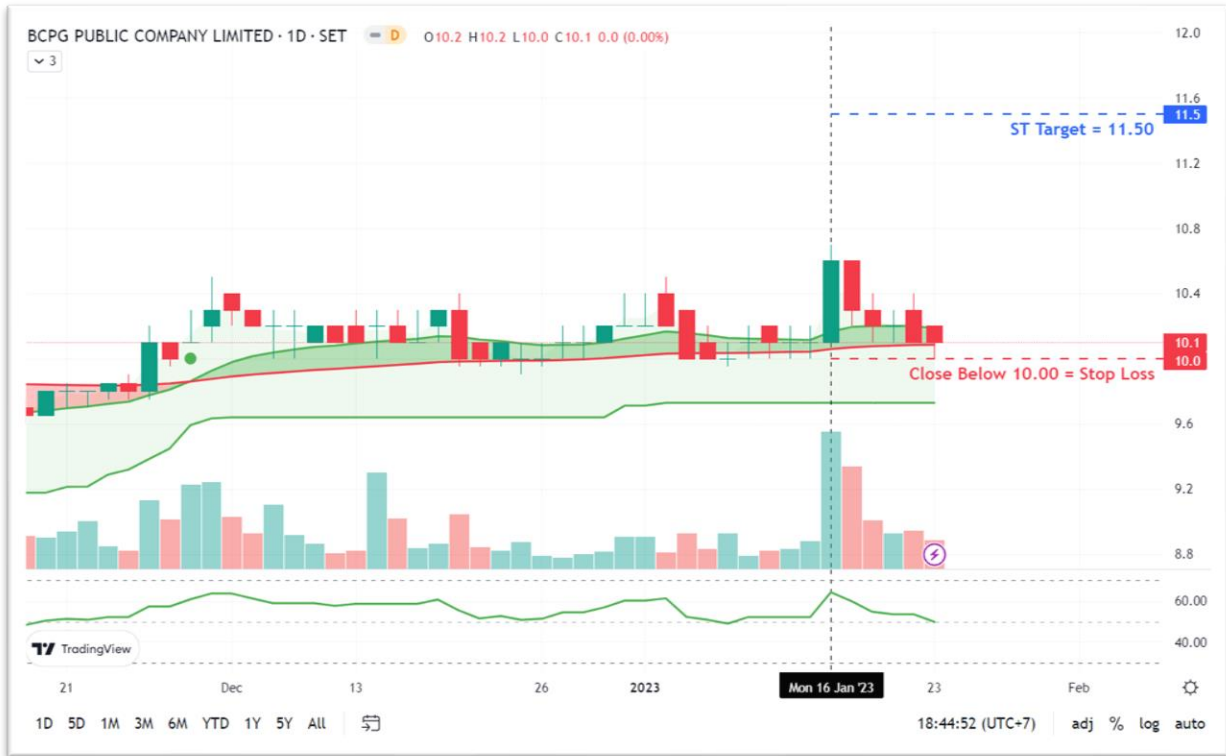 BCPG PUBLIC COMPANY LIMITED · 1D · SET D O10.2 H10.2 L10.0 C10.1 0.0 (0.00%)
3
12.0
11.6
11.5
ST Target = 11.50
11.2
10.8
10.4
10.1
10.0
Close Below 10.00 = Stop Loss
9.6
9.2
8.8
60.00
40.00
TradingView
21 Dec 13 26 2023 Mon 16 Jan '23 23 Feb
1D 5D 1M 3M 6M YTD 1Y 5Y All 18:44:52 (UTC+7) adj % log auto